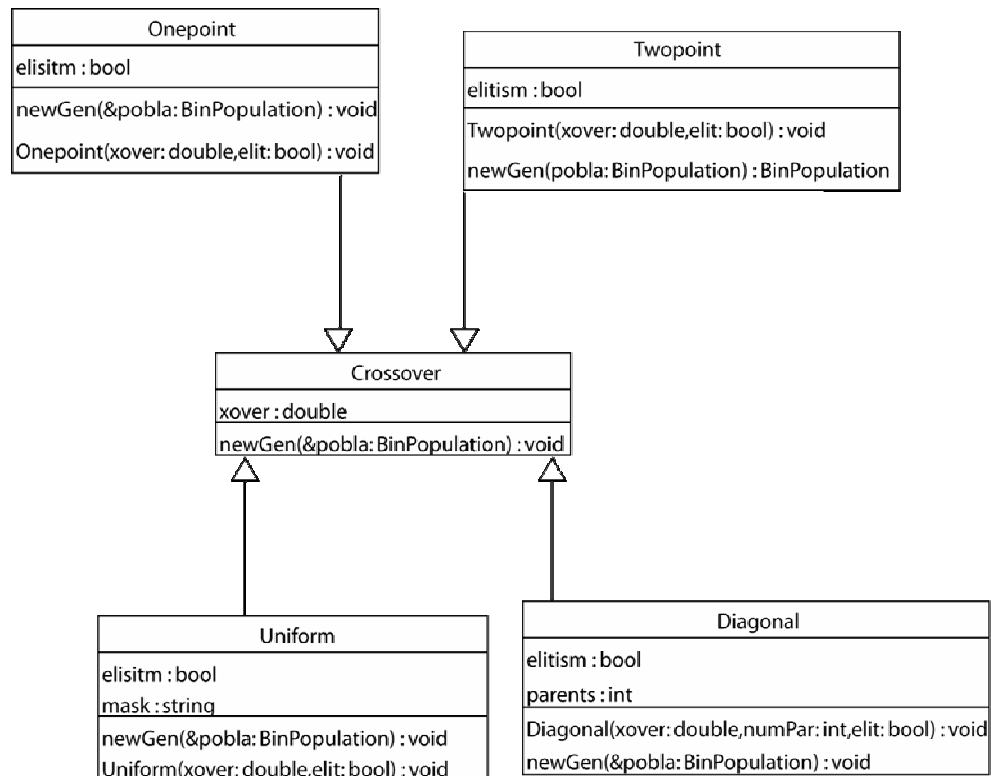 Onepoint
elisitm : bool
newGen(&pobla: BinPopulation) : void
Onepoint(xover: double,elit: bool) : void
Twopoint
elitism : bool
Twopoint(xover: double,elit: bool) : void
newGen(pobla: BinPopulation) : BinPopulation
Crossover
xover : double
newGen(&pobla: BinPopulation) : void
Uniform
elisitm : bool
mask : string
newGen(&pobla: BinPopulation) : void
Uniform(xover: double,elit: bool) : void
Diagonal
elitism : bool
parents : int
Diagonal(xover: double,numPar: int,elit: bool) : void
newGen(&pobla: BinPopulation) : void